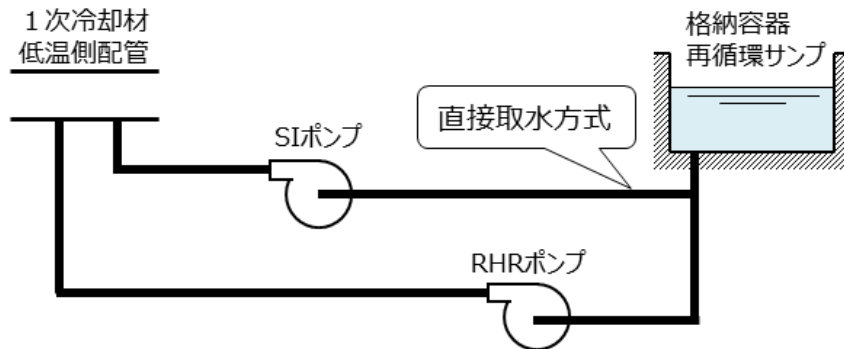 １次冷却材
低温側配管
格納容器
再循環サンプ
直接取水方式
SIポンプ
RHRポンプ